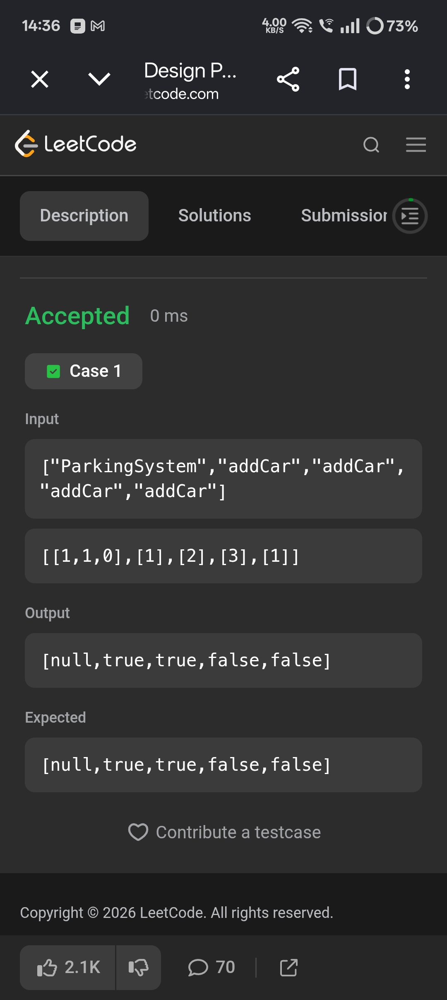 14:36
4.00
KB/S
73%
Design P...
etcode.com
LeetCode
Description
Solutions
Submission
Accepted
0 ms
Case 1
Input
["ParkingSystem","addCar","addCar",
"addCar","addCar"]
[[1,1,0],[1],[2],[3],[1]]
Output
[null,true,true,false,false]
Expected
[null,true,true,false,false]
Contribute a testcase
Copyright © 2026 LeetCode. All rights reserved.
2.1K
70